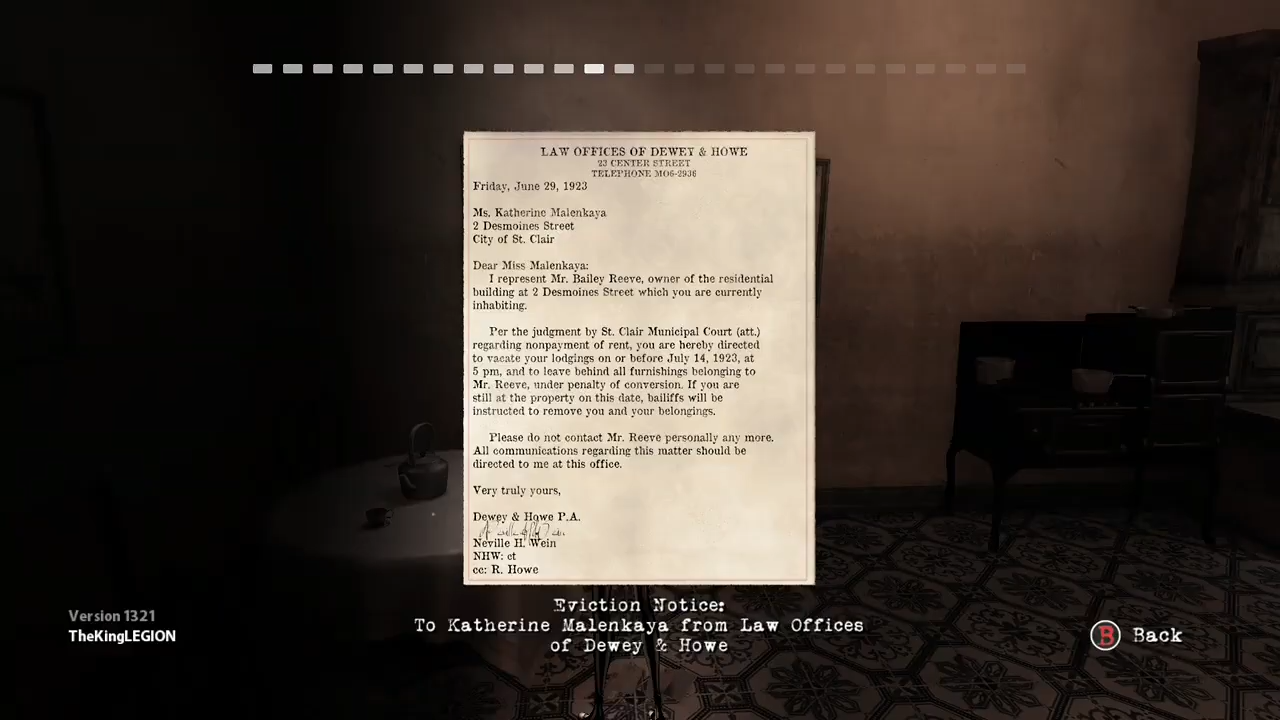 LAW OFFICES OF DEWEY & HOWE
23 CENTER STREET
TELEPHONE MO6-2936
Friday, June 29, 1923
Ms. Katherine Malenkaya
2 Desmoines Street
City of St. Clair
Dear Miss Malenkaya:
I represent Mr. Bailey Reeve, owner of the residential
building at 2 Desmoines Street which you are currently
inhabiting.
Per the judgment by St. Clair Municipal Court (att.)
regarding nonpayment of rent, you are hereby directed
to vacate your lodgings on or before July 14, 1923, at
5 pm, and to leave behind all furnishings belonging to
Mr. Reeve, under penalty of conversion. If you are
still at the property on this date, bailiffs will be
instructed to remove you and your belongings.
Please do not contact Mr. Reeve personally any more.
All communications regarding this matter should be
directed to me at this office.
Very truly yours,
Dewey & Howe P.A.
Neville H. Wein
NHW: ct
cc: R. Howe
Eviction Notice:
To Katherine Malenkaya from Law Offices
of Dewey & Howe
Version 1321
TheKingLEGION
B Back